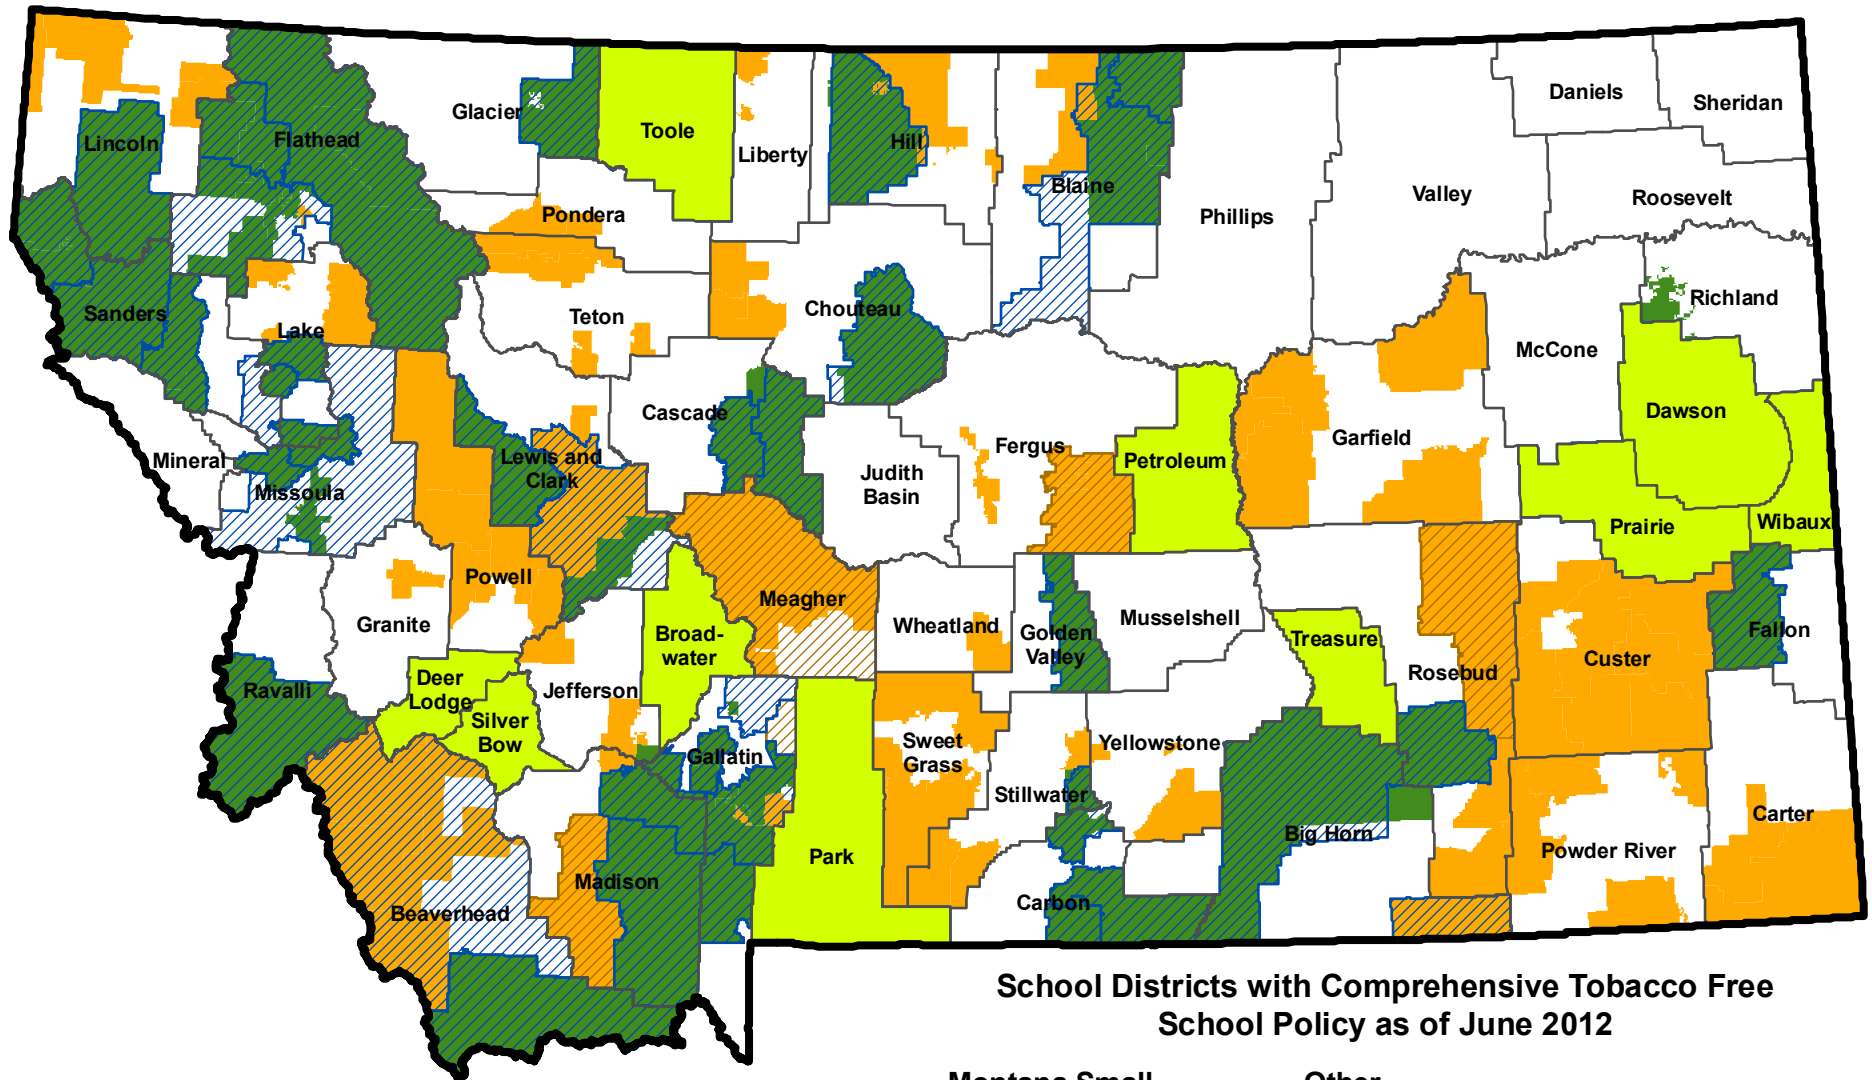 Daniels
Sheridan
Glacier
Toole
Lincoln
Flathead
Liberty
Hill
Blaine
Valley
Roosevelt
Pondera
Phillips
Richland
Sanders
Chouteau
Teton
Lake
McCone
Cascade
Dawson
Garfield
Fergus
Petroleum
Mineral
Lewis and
Clark
Judith
Basin
Missoula
Prairie
Wibaux
Powell
Meagher
Granite
Wheatland
Musselshell
Golden
Valley
Broad-
water
Treasure
Fallon
Custer
Rosebud
Ravalli
Deer
Lodge
Jefferson
Silver
Bow
Gallatin
Sweet
Grass
Yellowstone
Stillwater
Carter
Big Horn
Powder River
Park
Madison
Carbon
Beaverhead
School Districts with Comprehensive Tobacco Free
School Policy as of June 2012
Montana Small
Other